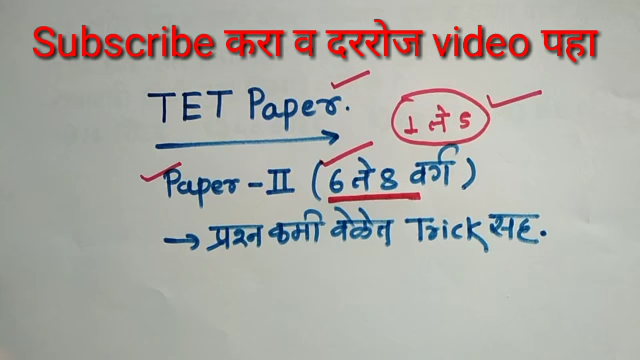 Subscribe करा व दररोज video पहा
TET Paper.
1 ते 5
Paper-II (6 ते 8 वर्ग)
→ प्रश्न कमी वेळेत Trick सह.